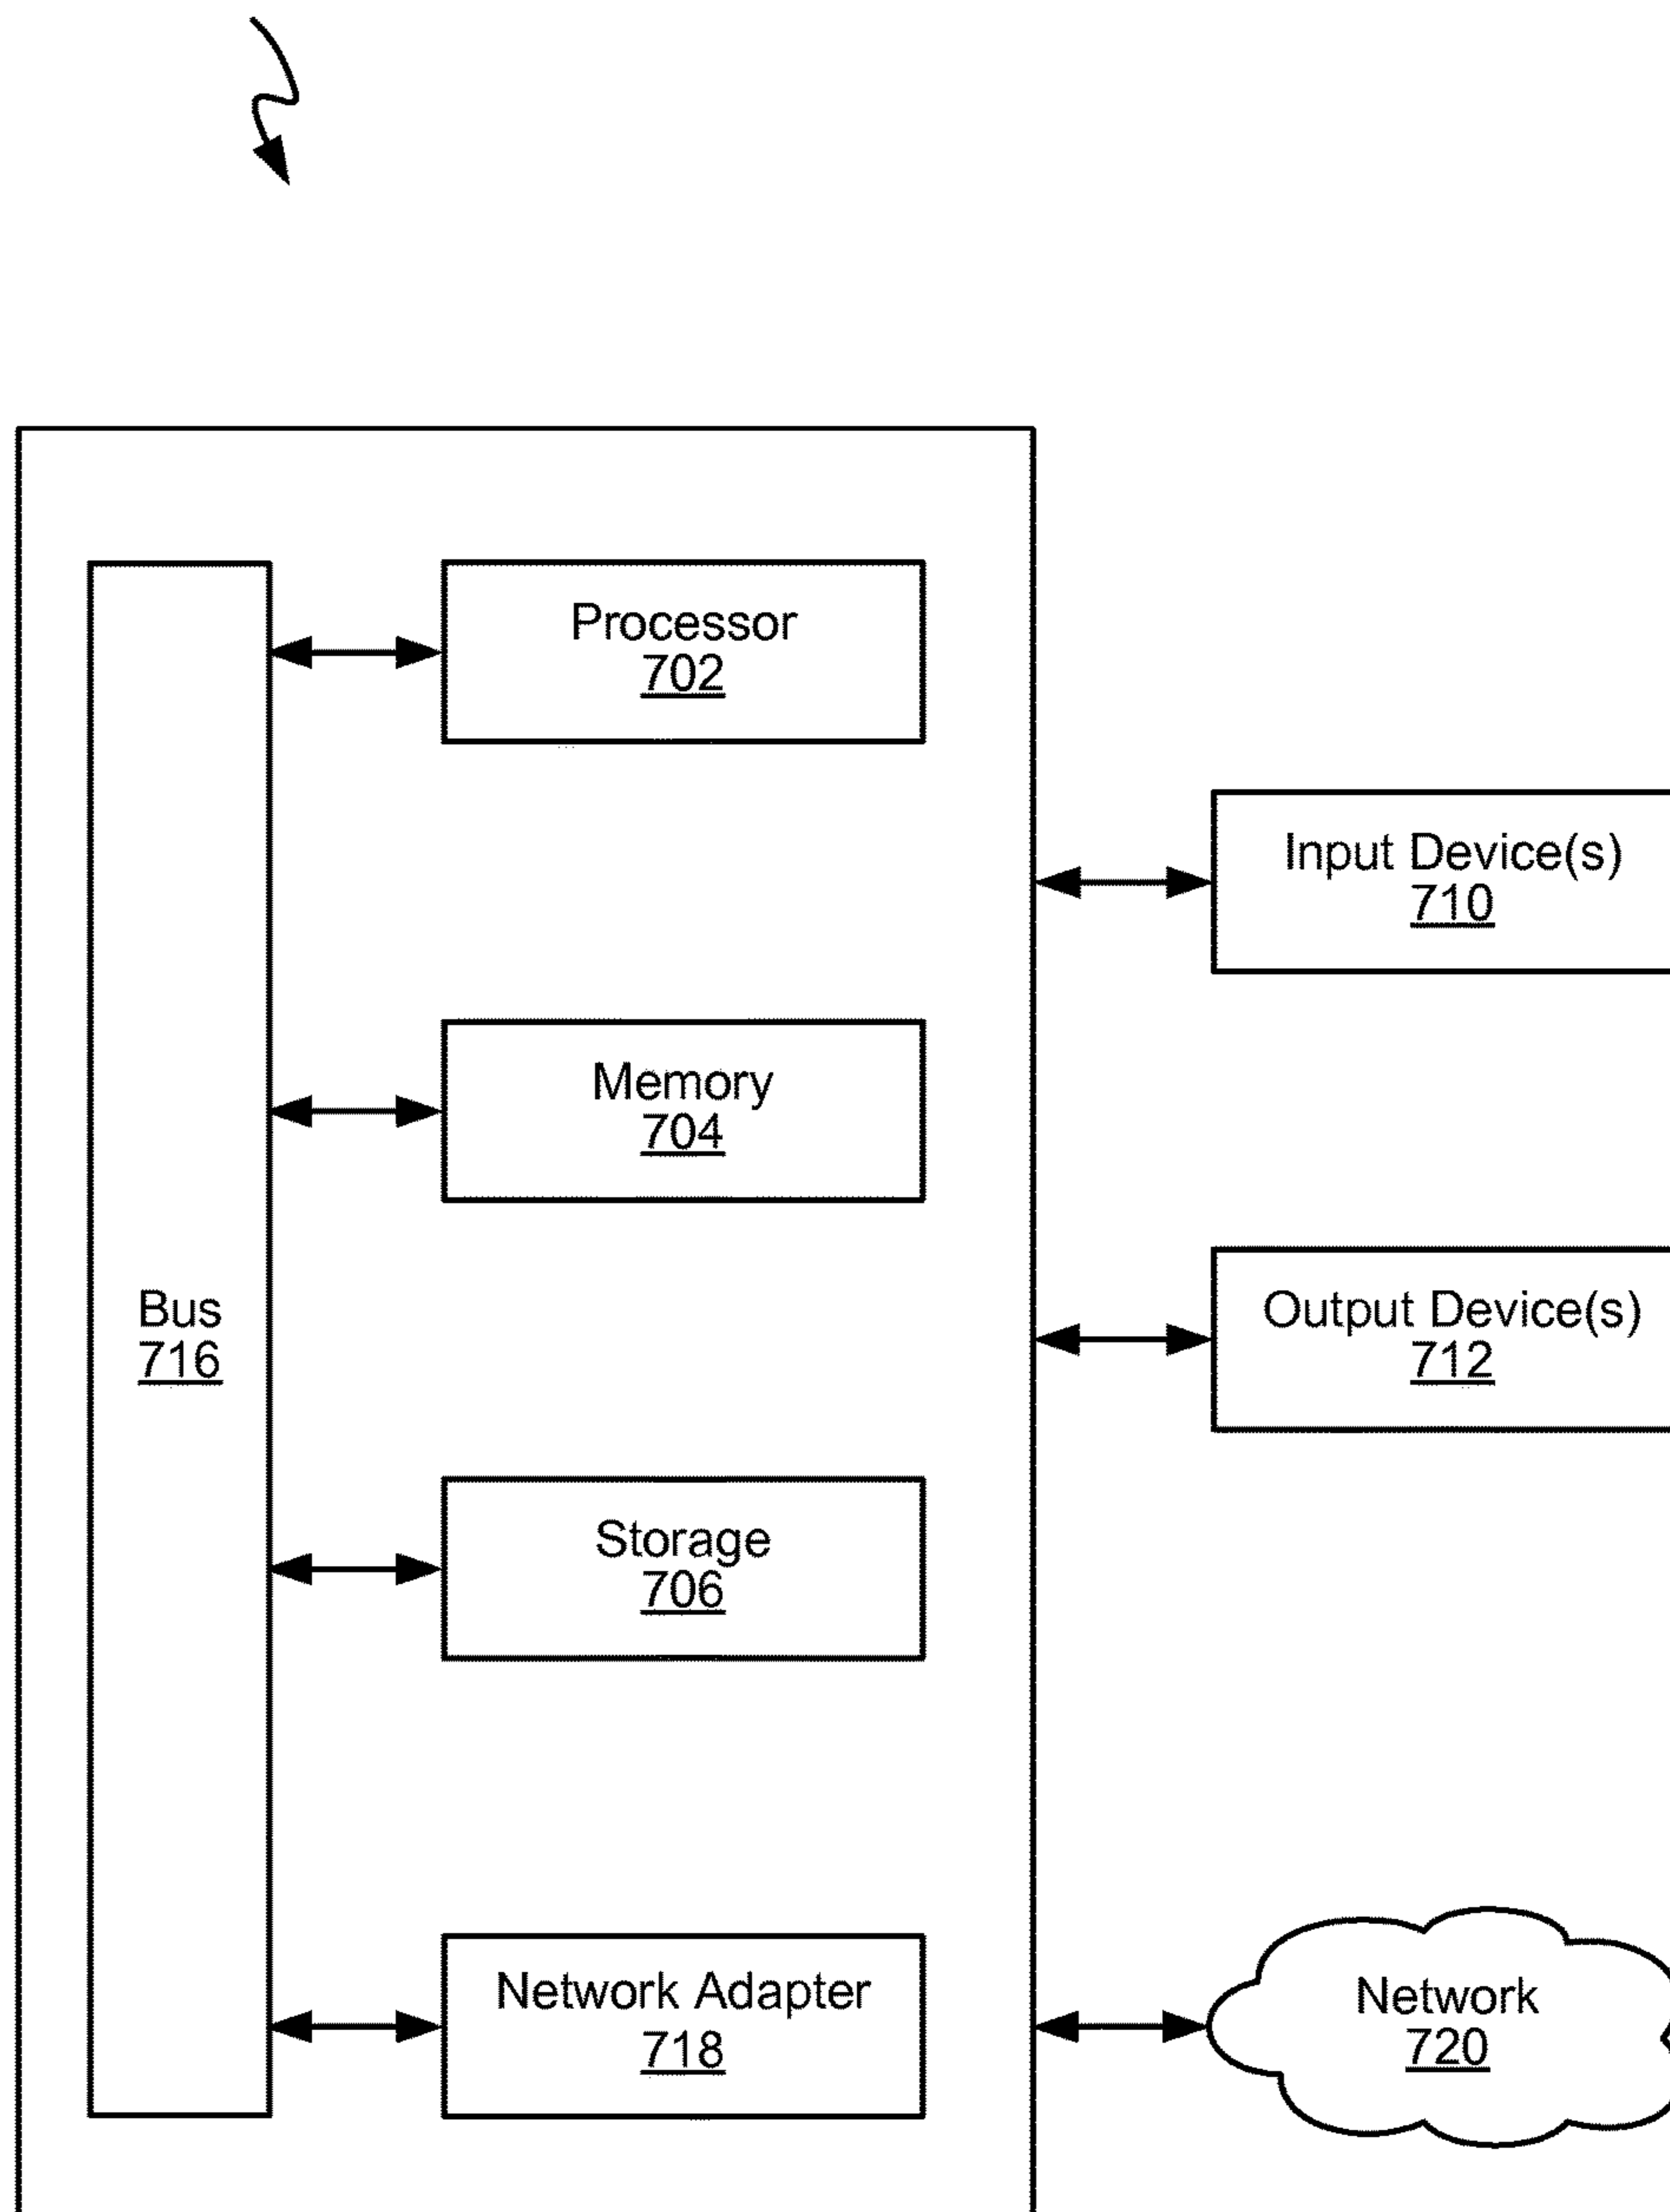 Processor
702
Input Device(s)
710
Memory
704
Bus
716
Output Device(s)
712
Storage
706
Network Adapter
718
Network
720